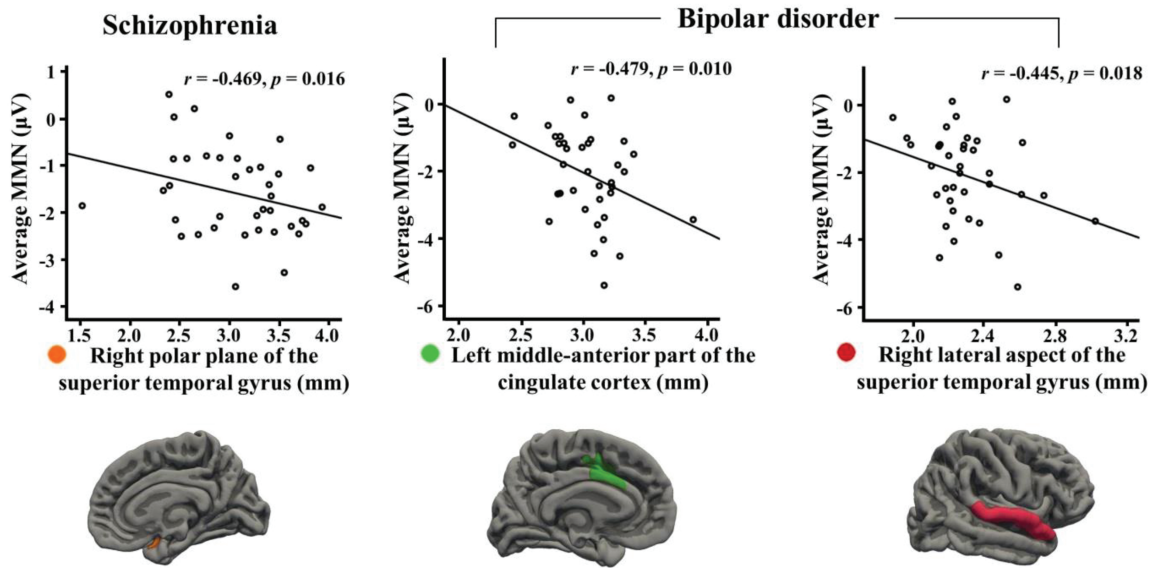 Schizophrenia
Bipolar disorder
r = -0.469, p = 0.016
Average MMN (μV)
1
0
-1
-2
-3
-4
1.5 2.0 2.5 3.0 3.5 4.0
Right polar plane of the
superior temporal gyrus (mm)
r = -0.479, p = 0.010
Average MMN (μV)
0
-2
-4
-6
2.0 2.5 3.0 3.5 4.0
Left middle-anterior part of the
cingulate cortex (mm)
r = -0.445, p = 0.018
Average MMN (μV)
0
-2
-4
-6
2.0 2.4 2.8 3.2
Right lateral aspect of the
superior temporal gyrus (mm)